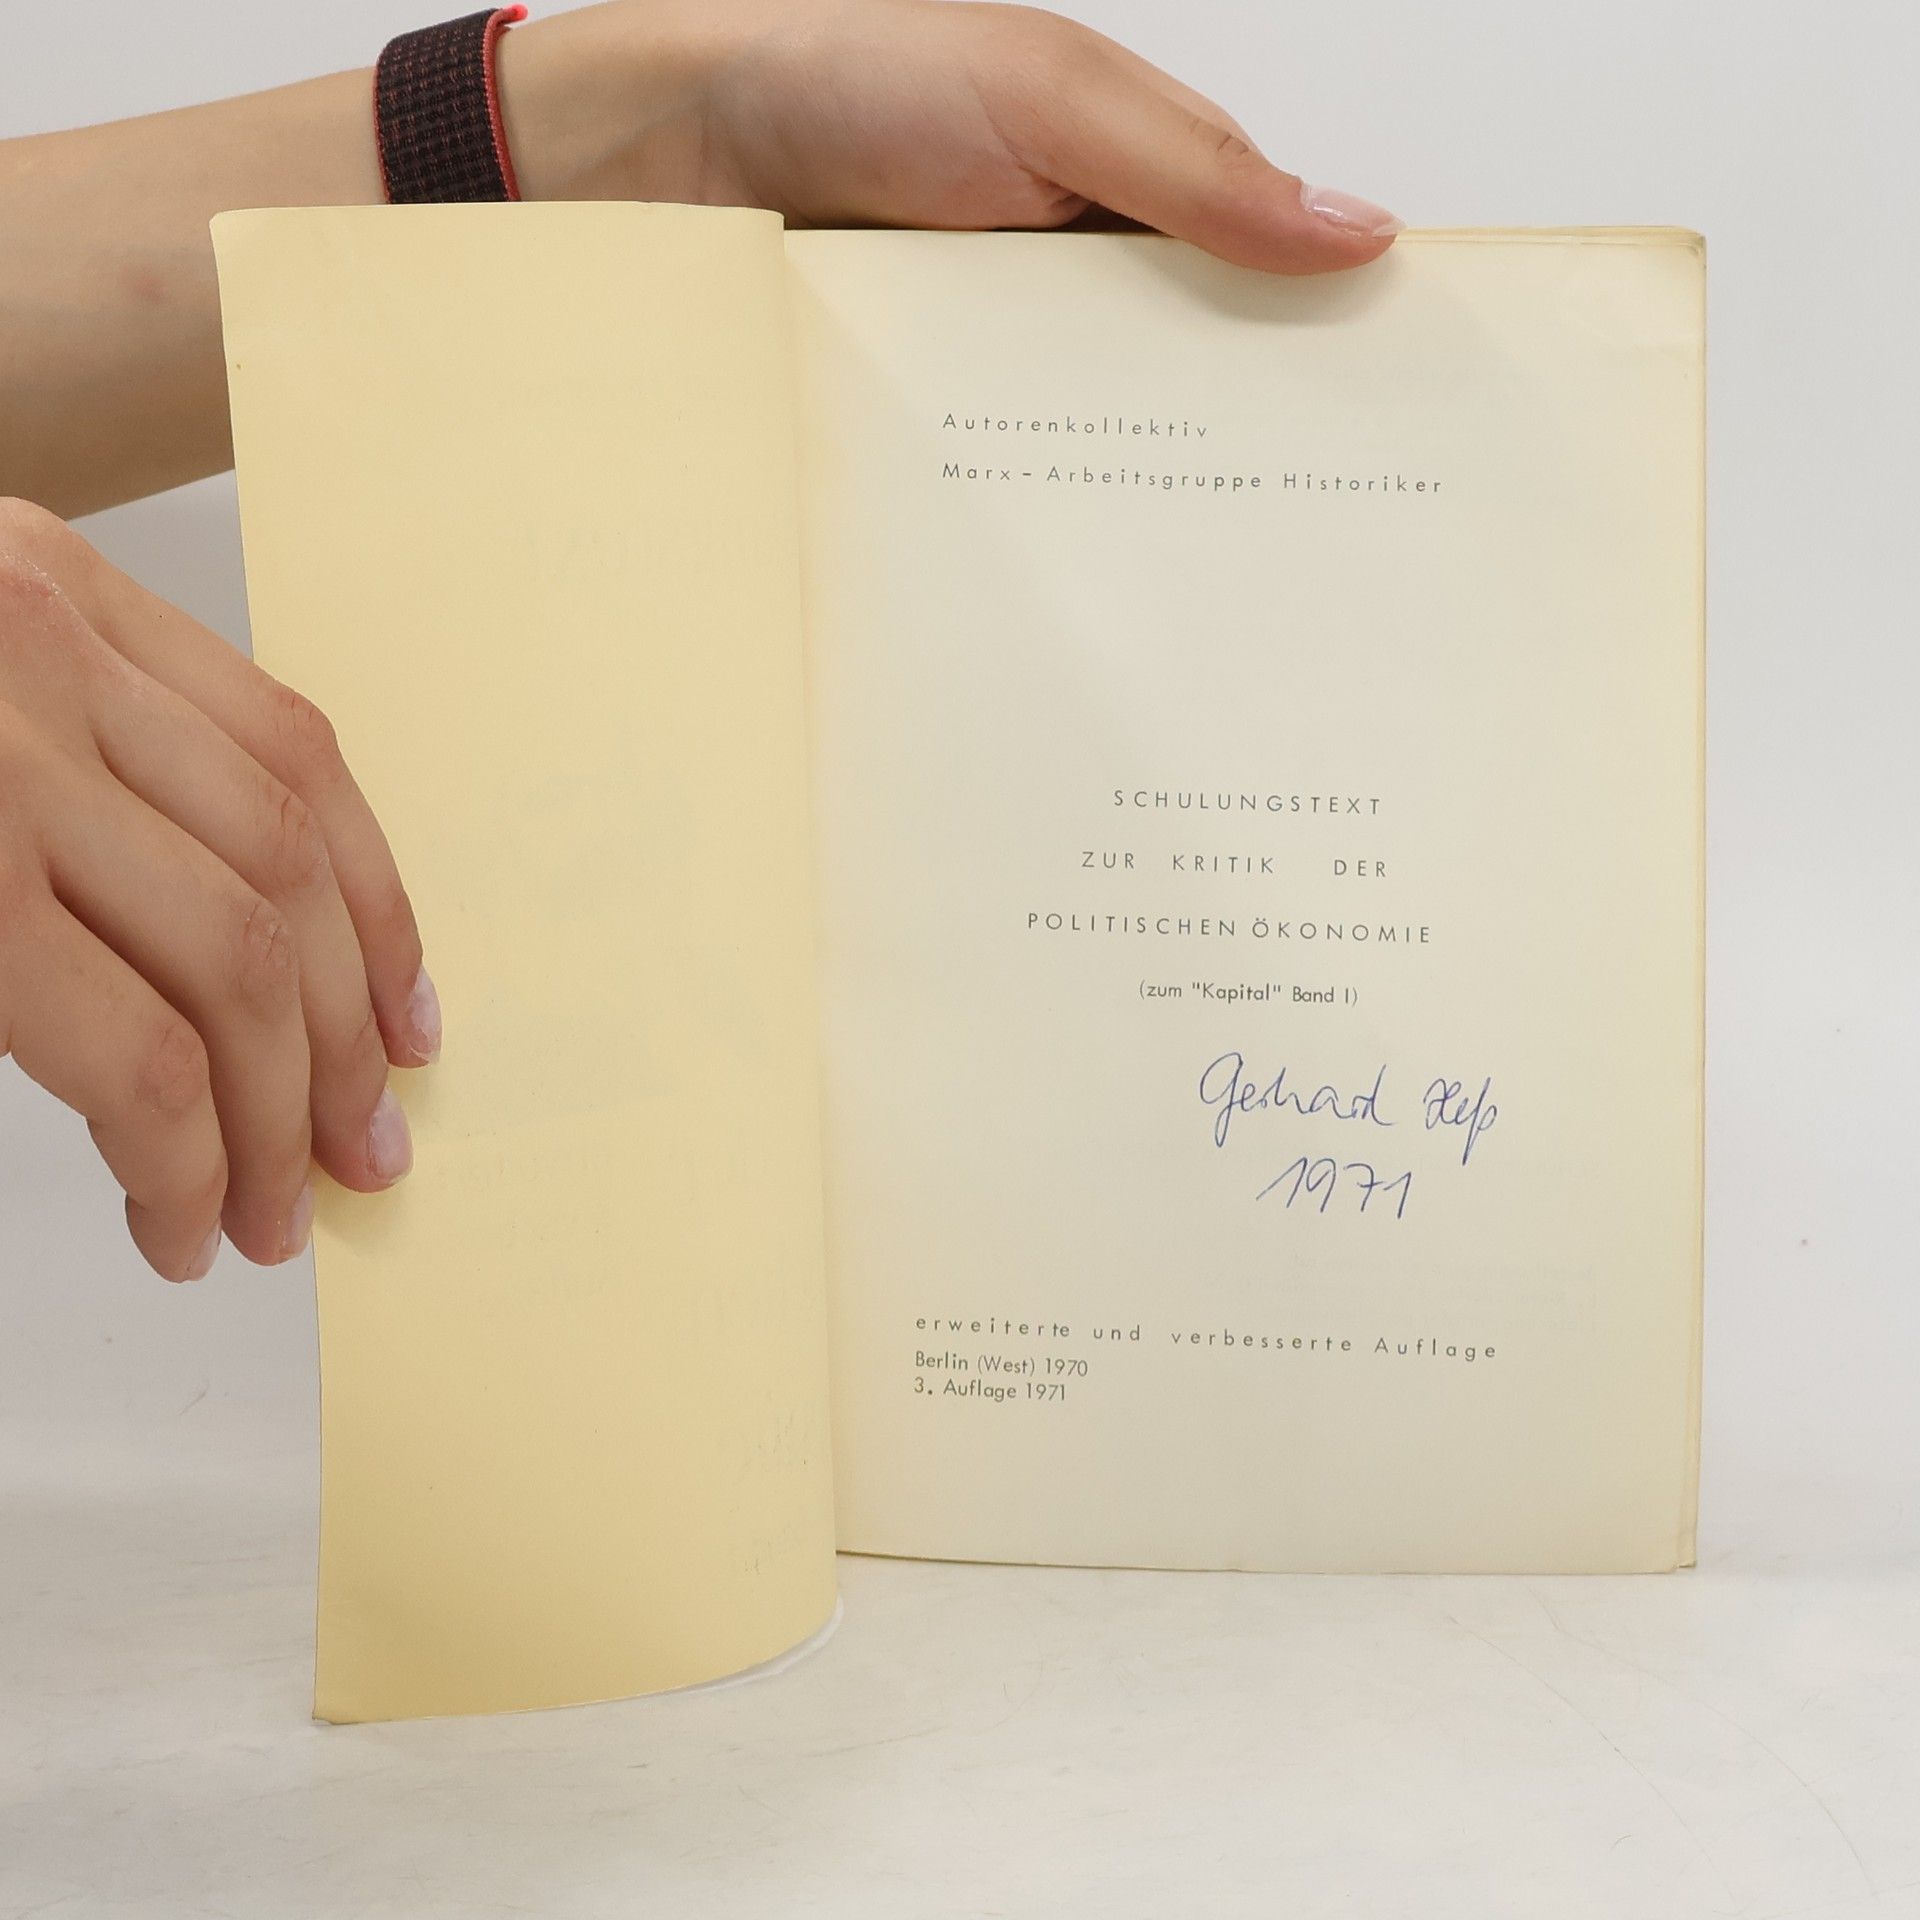 Autorenkollektiv
Marx - Arbeitsgruppe Historiker
SCHULUNGSTEXT
ZUR KRITIK DER
POLITISCHEN ÖKONOMIE
(zum "Kapital" Band I)
Gerhard Heß
1971
erweiterte und verbesserte Auflage
Berlin (West) 1970
3. Auflage 1971